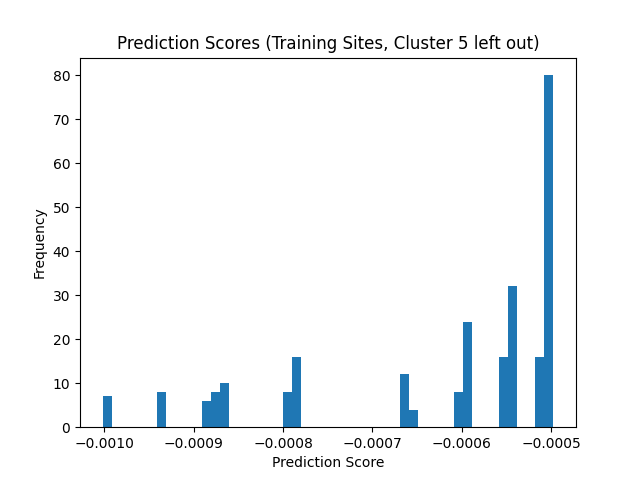 Prediction Scores (Training Sites, Cluster 5 left out)
80
70
60
50
40
30
20
10
0
Frequency
−0.0010 −0.0009 −0.0008 −0.0007 −0.0006 −0.0005
Prediction Score